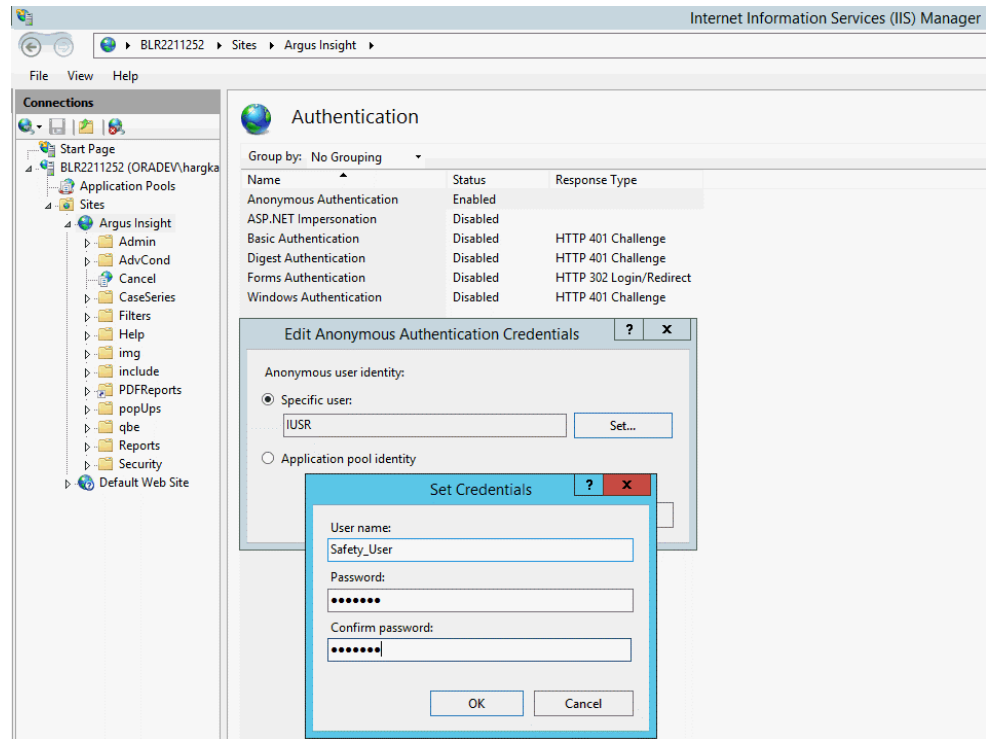 Internet Information Services (IIS) Manager
BLR2211252 Sites Argus Insight
File View Help
Connections
Start Page
BLR2211252 (ORADEV\hargka
Application Pools
Sites
Argus Insight
Admin
AdvCond
Cancel
CaseSeries
Filters
Help
img
include
PDFReports
popUps
qbe
Reports
Security
Default Web Site
Authentication
Group by: No Grouping
Name Status Response Type
Anonymous Authentication Enabled
ASP.NET Impersonation Disabled
Basic Authentication Disabled HTTP 401 Challenge
Digest Authentication Disabled HTTP 401 Challenge
Forms Authentication Disabled HTTP 302 Login/Redirect
Windows Authentication Disabled HTTP 401 Challenge
Edit Anonymous Authentication Credentials ? x
Anonymous user identity:
Specific user:
IUSR Set...
Application pool identity
Set Credentials ? x
User name:
Safety_User
Password:
•••••••
Confirm password:
•••••••
OK Cancel